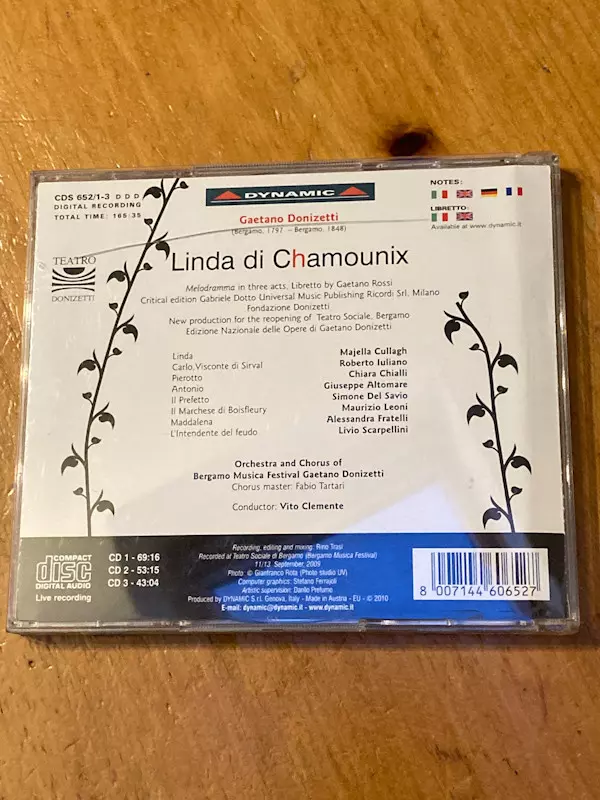 CDS 652/1-3 D D D
DIGITAL RECORDING
TOTAL TIME: 165:35
DYNAMIC
NOTES:
LIBRETTO:
Available at www.dynamic.it
Gaetano Donizetti
(Bergamo, 1797 – Bergamo, 1848)
TEATRO
DONIZETTI
Linda di Chamounix
Melodramma in three acts. Libretto by Gaetano Rossi
Critical edition Gabriele Dotto Universal Music Publishing Ricordi Srl. Milano
Fondazione Donizetti
New production for the reopening of Teatro Sociale, Bergamo
Edizione Nazionale delle Opere di Gaetano Donizetti
Linda Majella Cullagh
Carlo, Visconte di Sirval Roberto Iuliano
Pierotto Chiara Chialli
Antonio Giuseppe Altomare
Il Prefetto Simone Del Savio
Il Marchese di Boisfleury Maurizio Leoni
Maddalena Alessandra Fratelli
L'Intendente del feudo Livio Scarpellini
Orchestra and Chorus of
Bergamo Musica Festival Gaetano Donizetti
Chorus master: Fabio Tartari
Conductor: Vito Clemente
COMPACT
disc
DIGITAL AUDIO
Live recording
CD 1 - 69:16
CD 2 - 53:15
CD 3 - 43:04
Recording, editing and mixing: Rino Trasi
Recorded at Teatro Sociale di Bergamo (Bergamo Musica Festival)
11/13 September, 2009
Photo © Gianfranco Rota (Photo studio UV)
Computer graphics: Stefano Ferrajoli
Artistic supervision: Danilo Prefumo
Produced by DYNAMIC S.r.l. Genova, Italy - Made in Austria - EU - © 2010
E-mail: dynamic@dynamic.it - www.dynamic.it
8 007144 606527